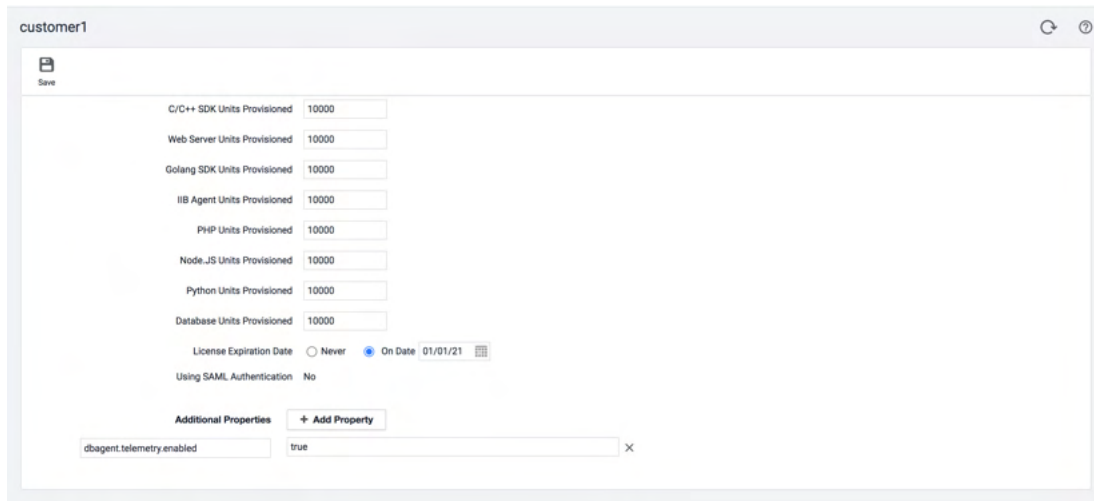 customer1
Save
C/C++ SDK Units Provisioned 10000
Web Server Units Provisioned 10000
Golang SDK Units Provisioned 10000
IIB Agent Units Provisioned 10000
PHP Units Provisioned 10000
Node.JS Units Provisioned 10000
Python Units Provisioned 10000
Database Units Provisioned 10000
License Expiration Date Never On Date 01/01/21
Using SAML Authentication No
Additional Properties + Add Property
dbagent.telemetry.enabled true